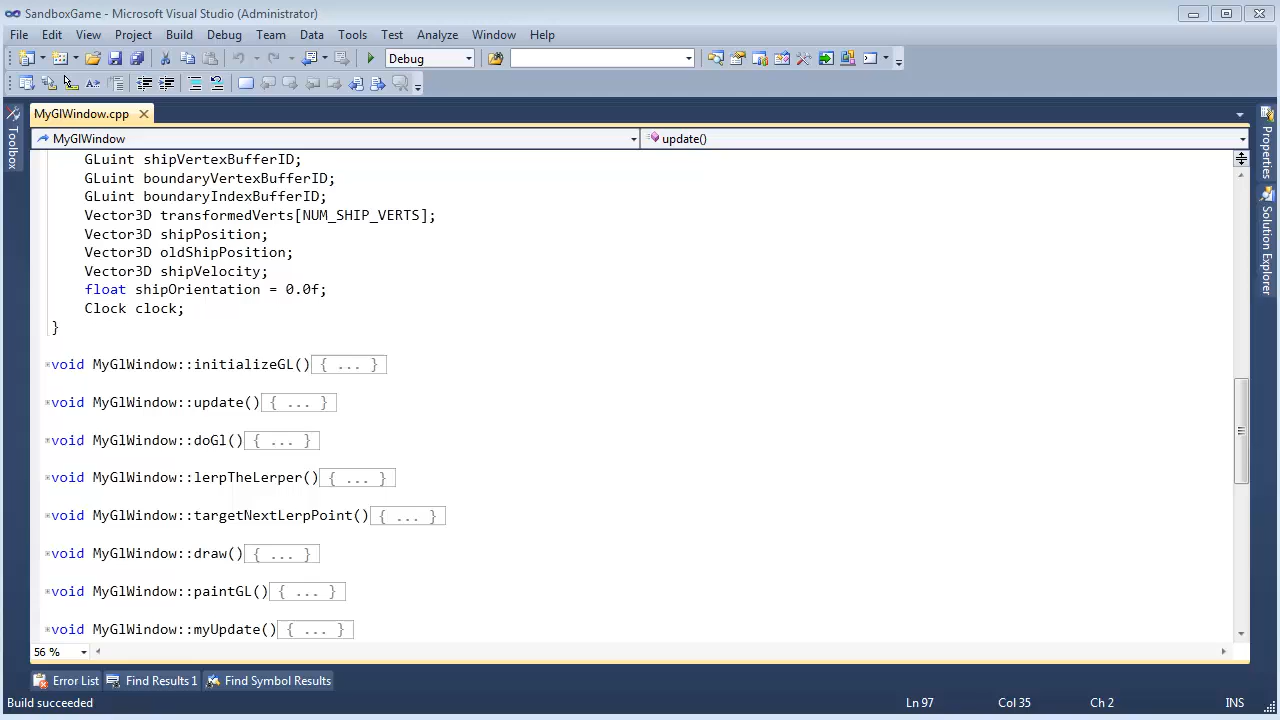 SandboxGame - Microsoft Visual Studio (Administrator)
File Edit View Project Build Debug Team Data Tools Test Analyze Window Help
Debug
MyGlWindow.cpp
MyGlWindow update()
Toolbox
Properties
Solution Explorer
GLuint shipVertexBufferID;
GLuint boundaryVertexBufferID;
GLuint boundaryIndexBufferID;
Vector3D transformedVerts[NUM_SHIP_VERTS];
Vector3D shipPosition;
Vector3D oldShipPosition;
Vector3D shipVelocity;
float shipOrientation = 0.0f;
Clock clock;
}
void MyGlWindow::initializeGL(){ ... }
void MyGlWindow::update(){ ... }
void MyGlWindow::doGl(){ ... }
void MyGlWindow::lerpTheLerper(){ ... }
void MyGlWindow::targetNextLerpPoint(){ ... }
void MyGlWindow::draw(){ ... }
void MyGlWindow::paintGL(){ ... }
void MyGlWindow::myUpdate(){ ... }
56 %
Error List Find Results 1 Find Symbol Results
Build succeeded Ln 97 Col 35 Ch 2 INS